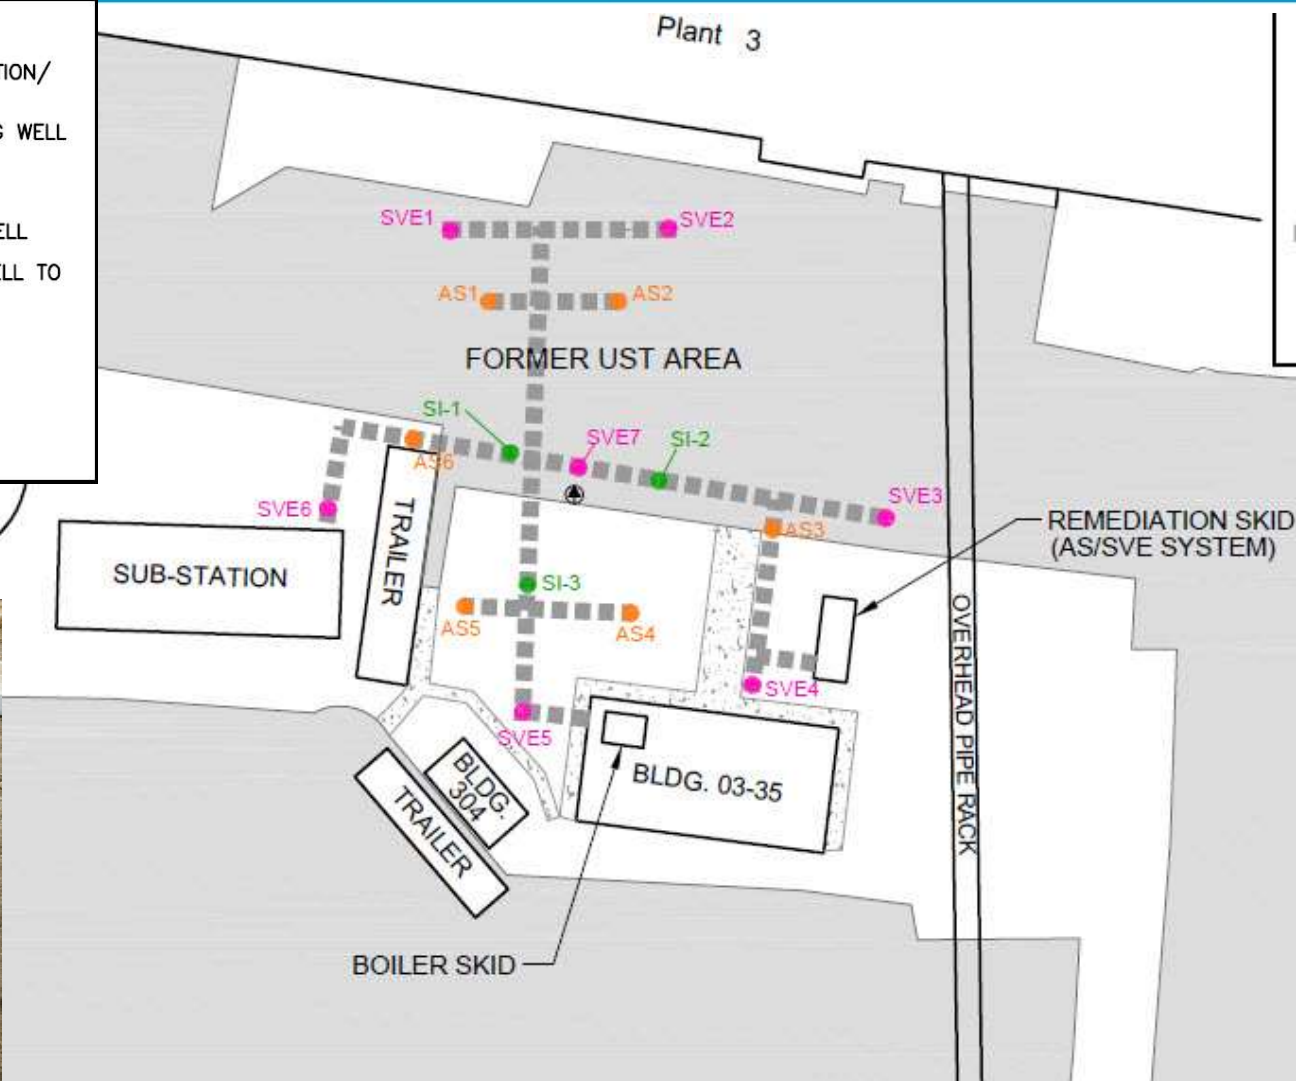 Plant 3
TION/
WELL
ELL
LL TO
SVE1
SVE2
AS1
AS2
FORMER UST AREA
SI-1
SVE7
SI-2
AS6
SVE6
SVE3
AS3
TRAILER
REMEDIATION SKID
(AS/SVE SYSTEM)
SUB-STATION
SI-3
AS5
AS4
OVERHEAD PIPE RACK
SVE4
SVE5
BLDG. 03-35
BLDG.
304
TRAILER
BOILER SKID